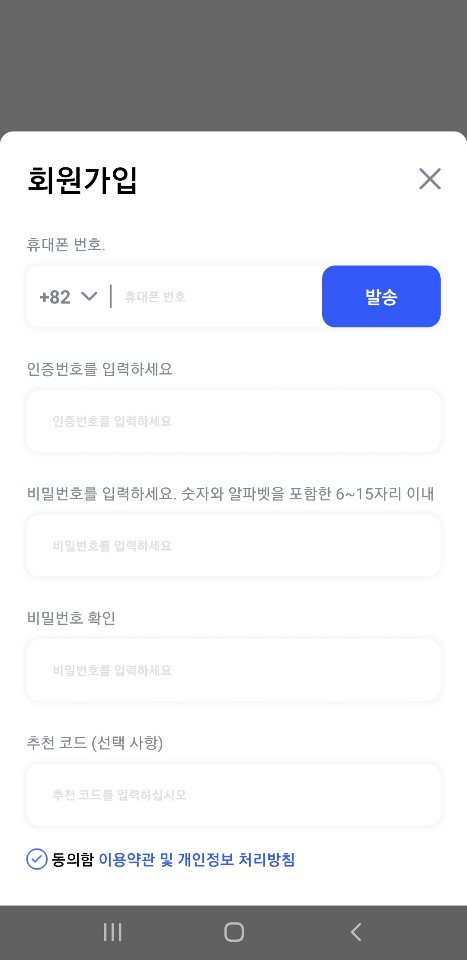 회원가입
휴대폰 번호.
+82 휴대폰 번호 발송
인증번호를 입력하세요
인증번호를 입력하세요
비밀번호를 입력하세요. 숫자와 알파벳을 포함한 6~15자리 이내
비밀번호를 입력하세요
비밀번호 확인
비밀번호를 입력하세요
추천 코드 (선택 사항)
추천 코드를 입력하십시오
동의함 이용약관 및 개인정보 처리방침